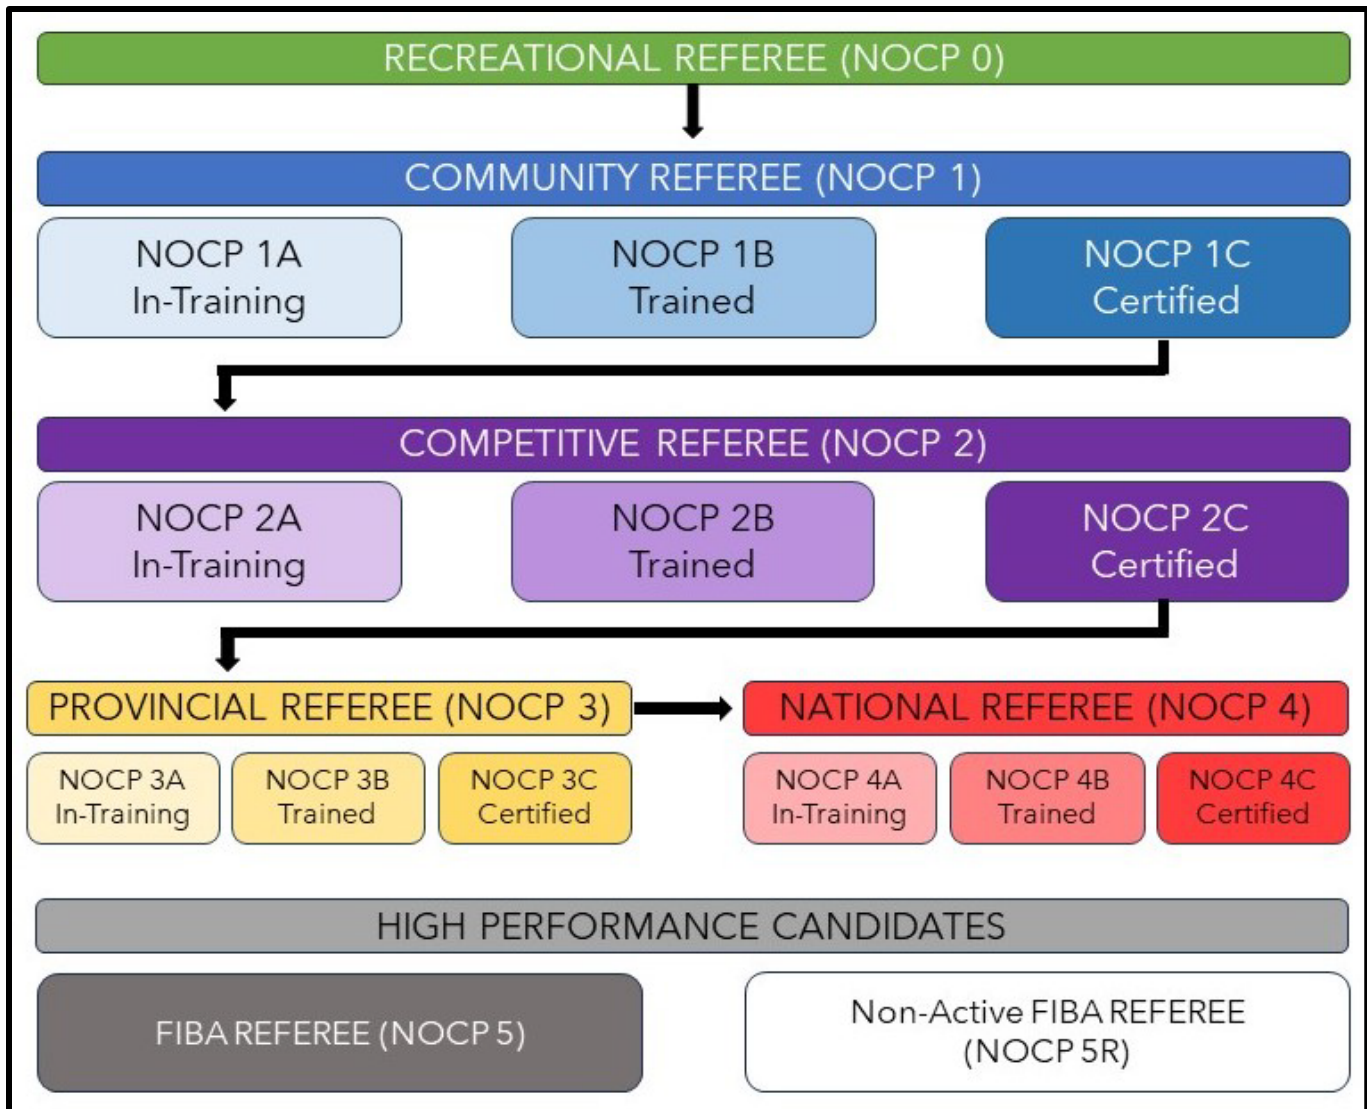 RECREATIONAL REFEREE (NOCP 0)
COMMUNITY REFEREE (NOCP 1)
NOCP 1A
In-Training
NOCP 1B
Trained
NOCP 1C
Certified
COMPETITIVE REFEREE (NOCP 2)
NOCP 2A
In-Training
NOCP 2B
Trained
NOCP 2C
Certified
PROVINCIAL REFEREE (NOCP 3)
NOCP 3A
In-Training
NOCP 3B
Trained
NOCP 3C
Certified
NATIONAL REFEREE (NOCP 4)
NOCP 4A
In-Training
NOCP 4B
Trained
NOCP 4C
Certified
HIGH PERFORMANCE CANDIDATES
FIBA REFEREE (NOCP 5)
Non-Active FIBA REFEREE
(NOCP 5R)